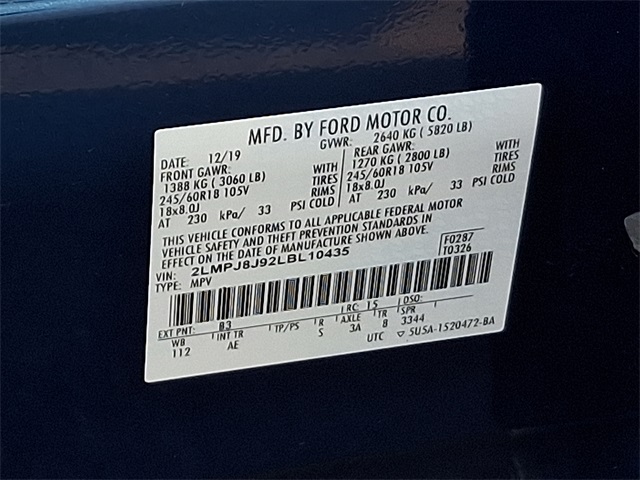 MFD. BY FORD MOTOR CO.
DATE: 12/19 GVWR: 2640 KG ( 5820 LB)
FRONT GAWR: REAR GAWR:
1388 KG ( 3060 LB) WITH 1270 KG ( 2800 LB) WITH
245/60R18 105V TIRES 245/60R18 105V TIRES
18x8.0J RIMS 18x8.0J RIMS
AT 230 kPa/ 33 PSI COLD AT 230 kPa/ 33 PSI COLD
THIS VEHICLE CONFORMS TO ALL APPLICABLE FEDERAL MOTOR
VEHICLE SAFETY AND THEFT PREVENTION STANDARDS IN
EFFECT ON THE DATE OF MANUFACTURE SHOWN ABOVE.
VIN: 2LMPJ8J92LBL10435 F0287
TYPE: MPV T0326
EXT PNT: B3 RC: 15 DSO:
WB INT TR TP/PS R AXLE TR SPR
112 AE S 3A 8 3344
UTC ▽ 5U5A-1520472-BA